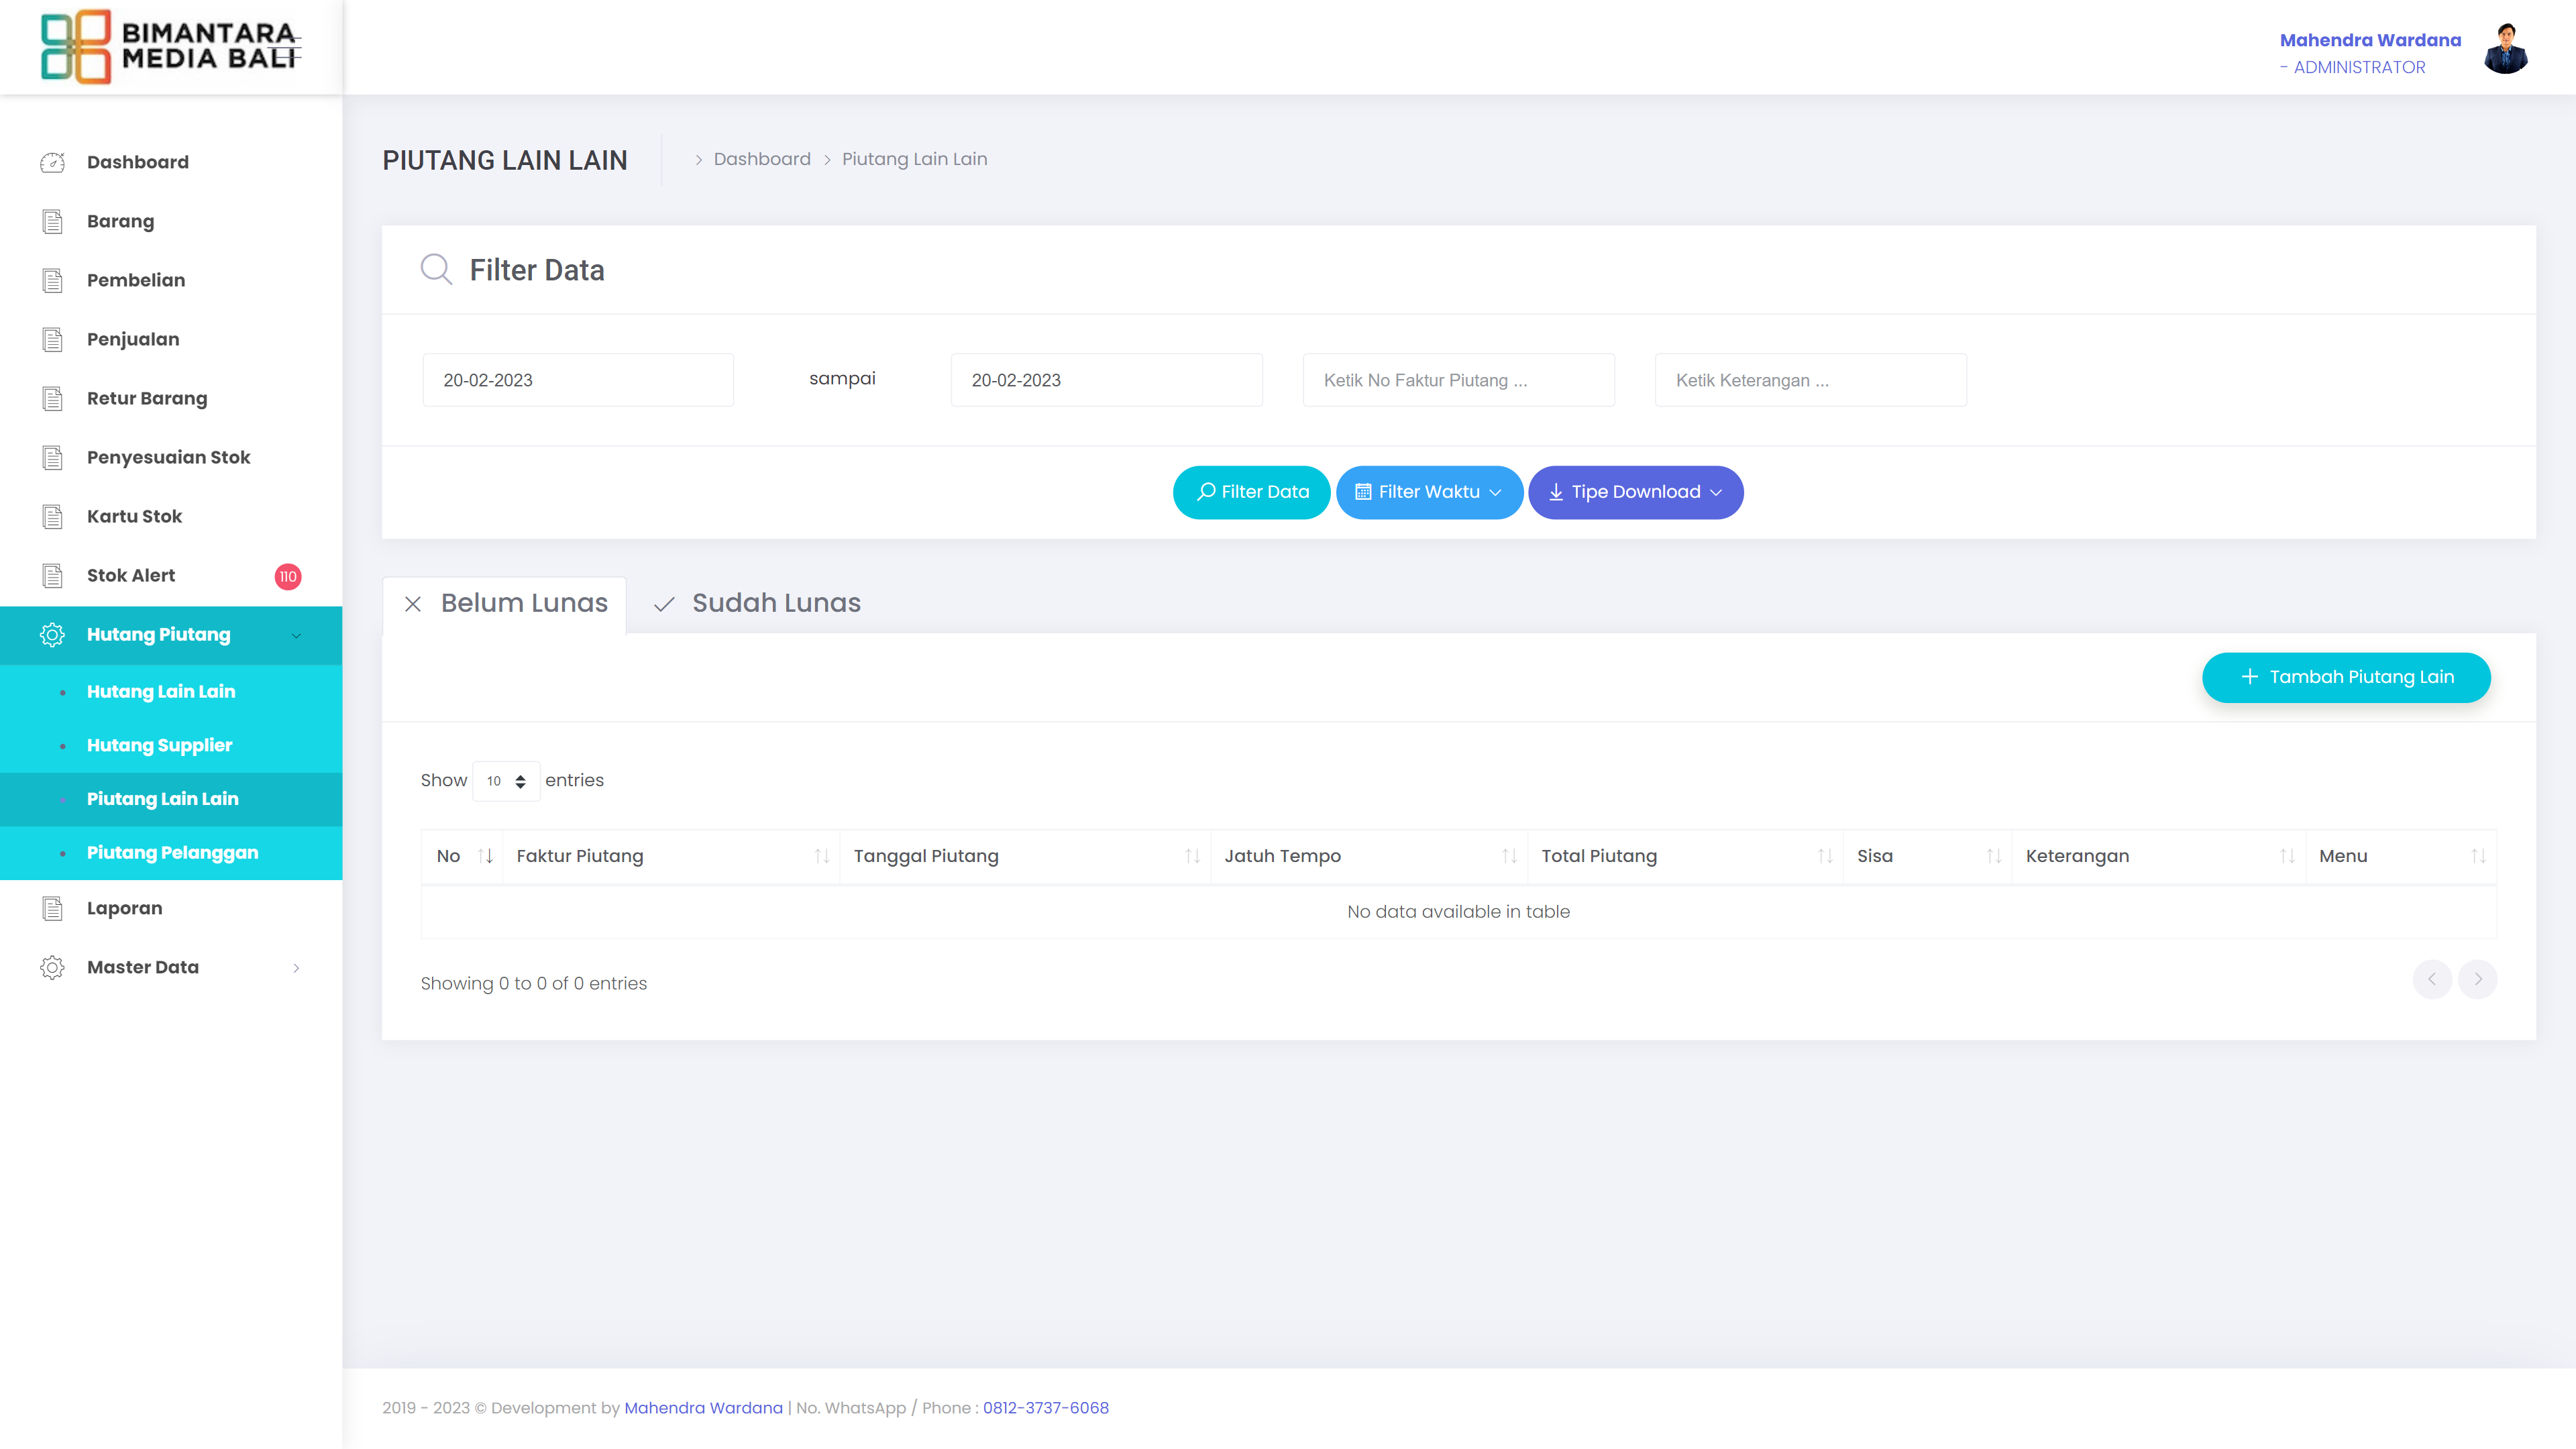 BIMANTARA
MEDIA BALI
Mahendra Wardana
- ADMINISTRATOR
Dashboard
Barang
Pembelian
Penjualan
Retur Barang
Penyesuaian Stok
Kartu Stok
Stok Alert 110
Hutang Piutang
Hutang Lain Lain
Hutang Supplier
Piutang Lain Lain
Piutang Pelanggan
Laporan
Master Data
PIUTANG LAIN LAIN
Dashboard Piutang Lain Lain
Filter Data
20-02-2023 sampai 20-02-2023 Ketik No Faktur Piutang ... Ketik Keterangan ...
Filter Data Filter Waktu Tipe Download
Belum Lunas Sudah Lunas
Tambah Piutang Lain
Show 10 entries
No Faktur Piutang Tanggal Piutang Jatuh Tempo Total Piutang Sisa Keterangan Menu
No data available in table
Showing 0 to 0 of 0 entries
2019 - 2023 © Development by Mahendra Wardana | No. WhatsApp / Phone : 0812-3737-6068